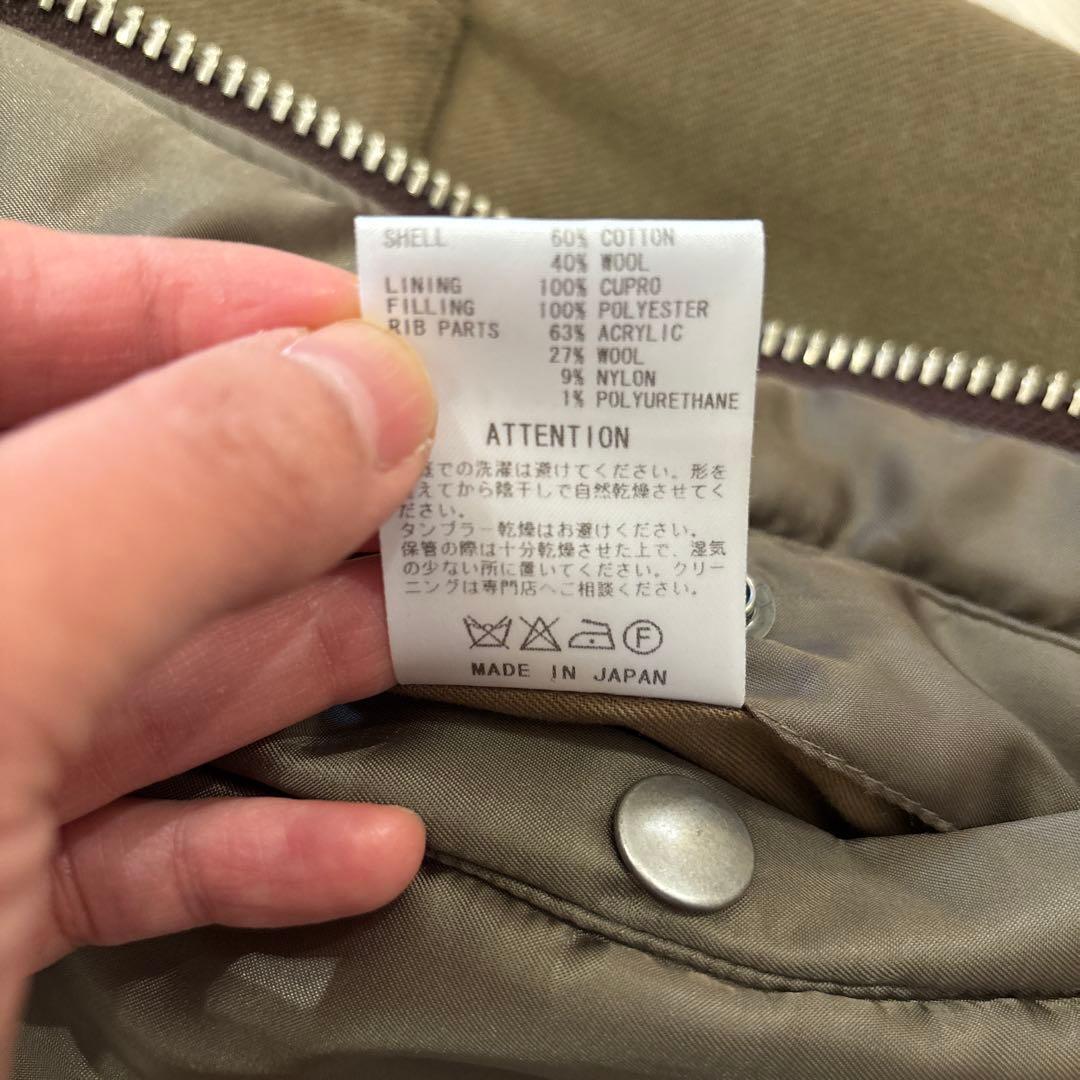 SHELL 60% COTTON
40% WOOL
LINING 100% CUPRO
FILLING 100% POLYESTER
RIB PARTS 63% ACRYLIC
27% WOOL
9% NYLON
1% POLYURETHANE
ATTENTION
庭での洗濯は避けてください。形を
えてから陰干しで自然乾燥させてく
ださい。
タンブラー乾燥はお避けください。
保管の際は十分乾燥させた上で、湿気
の少ない所に置いてください。クリー
ニングは専門店へご相談ください。
F
MADE IN JAPAN